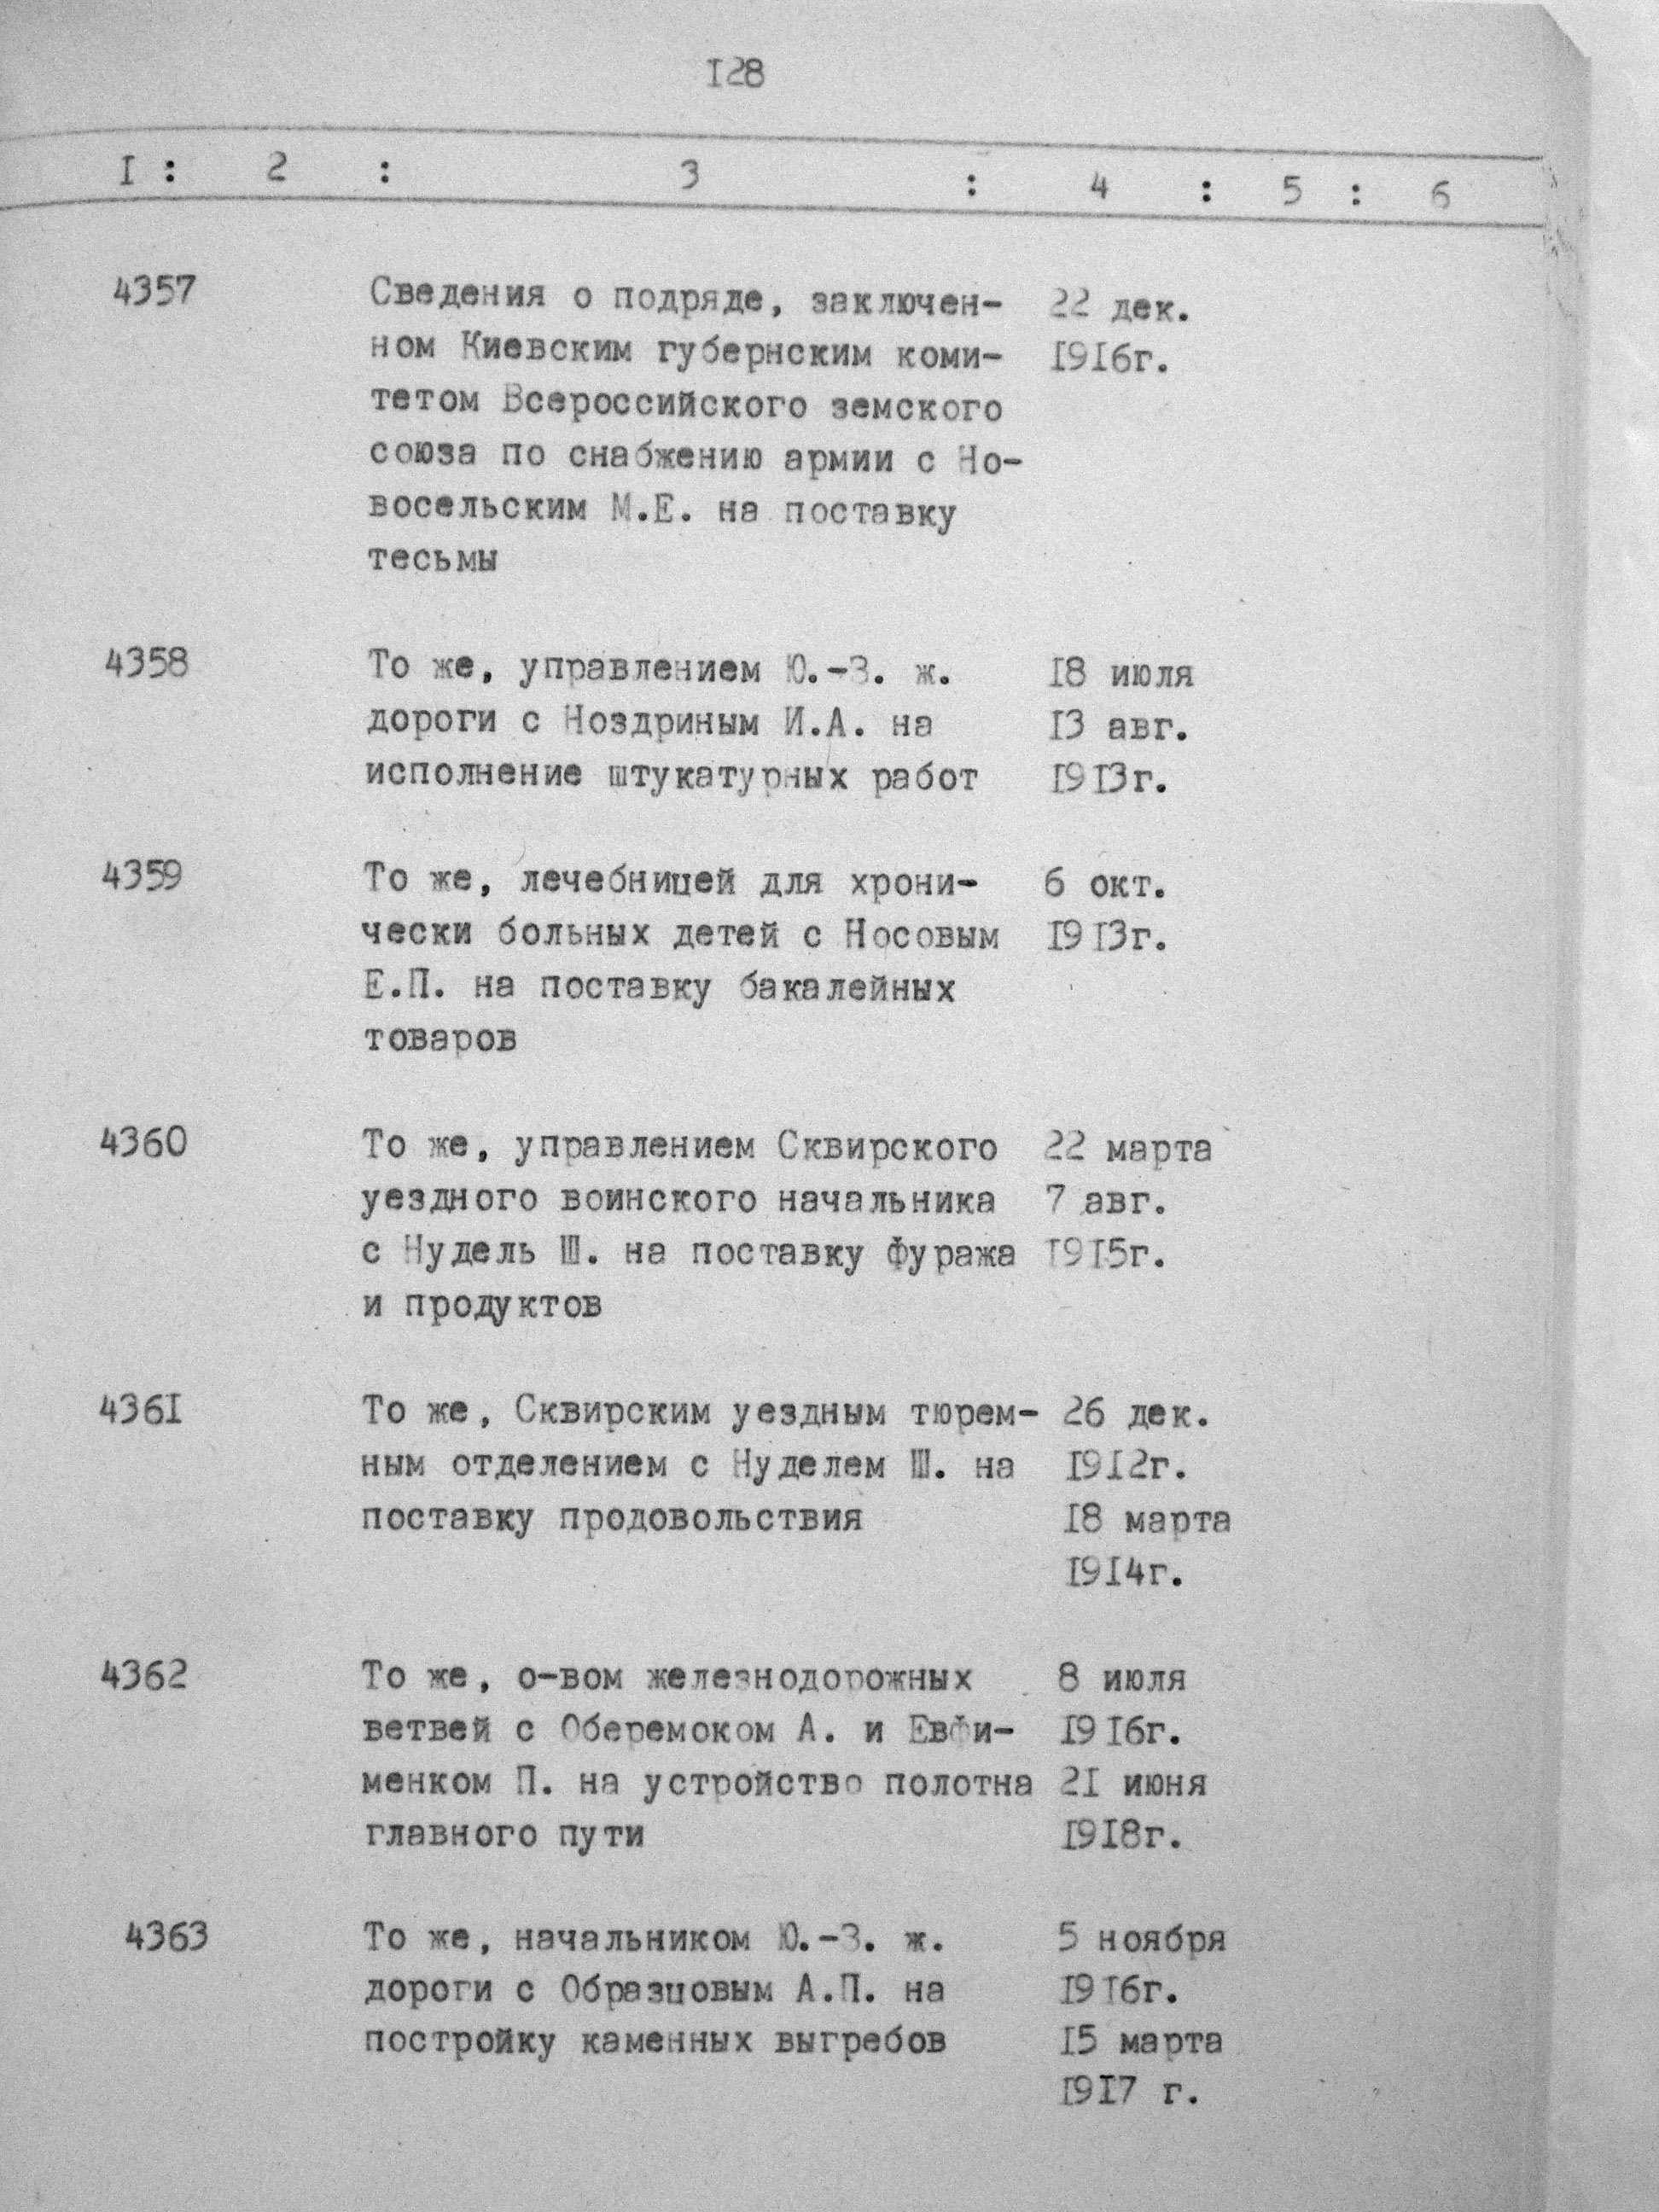 I28
I : 2 : 3 : 4 : 5 : 6
4357 Сведения о подряде, заключен- 22 дек.
ном Киевским губернским коми- I9I6г.
тетом Всероссийского земского
союза по снабжению армии с Но-
восельским М.Е. на поставку
тесьмы
4358 То же, управлением Ю.-З. ж. I8 июля
дороги с Ноздриным И.А. на I3 авг.
исполнение штукатурных работ I9I3г.
4359 То же, лечебницей для хрони- 6 окт.
чески больных детей с Носовым I9I3г.
Е.П. на поставку бакалейных
товаров
4360 То же, управлением Сквирского 22 марта
уездного воинского начальника 7 авг.
с Нудель Ш. на поставку фуража I9I5г.
и продуктов
436I То же, Сквирским уездным тюрем- 26 дек.
ным отделением с Нуделем Ш. на I9I2г.
поставку продовольствия I8 марта
I9I4г.
4362 То же, о-вом железнодорожных 8 июля
ветвей с Оберемоком А. и Евфи- I9I6г.
менком П. на устройство полотна 2I июня
главного пути I9I8г.
4363 То же, начальником Ю.-З. ж. 5 ноября
дороги с Образцовым А.П. на I9I6г.
постройку каменных выгребов I5 марта
I9I7 г.